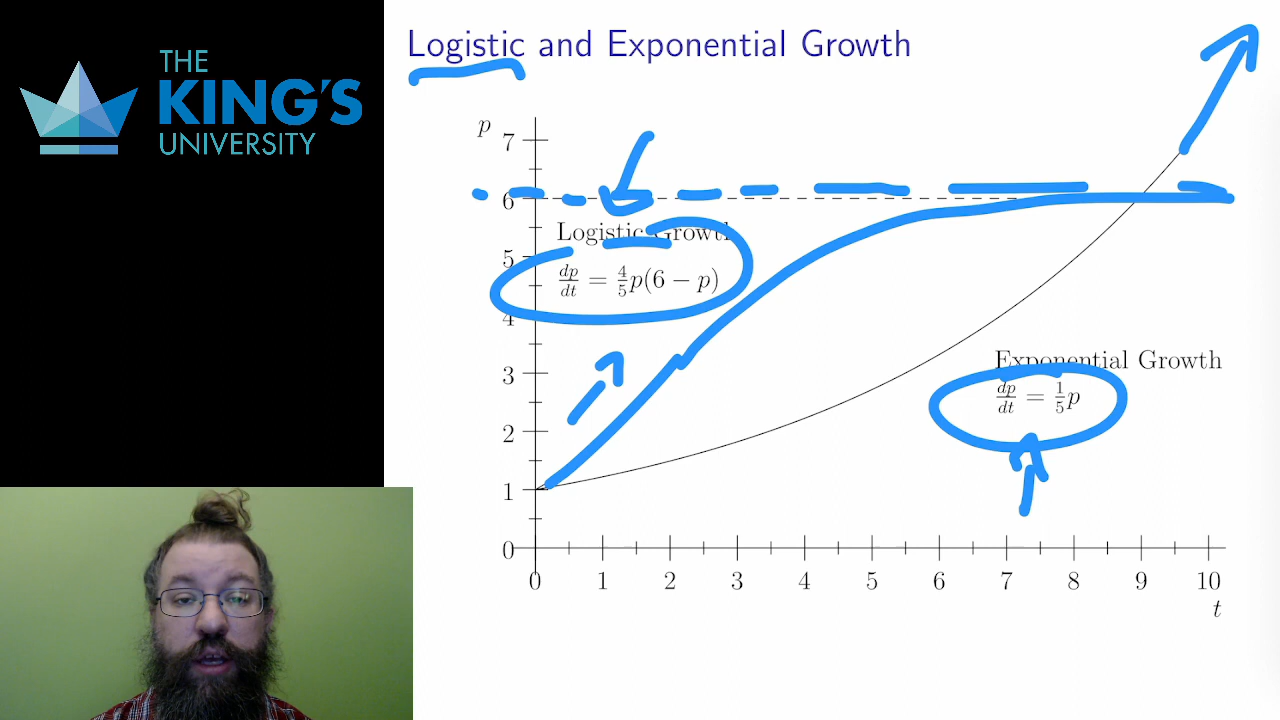 THE
KING'S
UNIVERSITY
Logistic and Exponential Growth
p
7
6
Logistic Growth
5
dp/dt = 4/5 p(6 − p)
4
3
Exponential Growth
dp/dt = 1/5 p
2
1
0
0 1 2 3 4 5 6 7 8 9 10
t